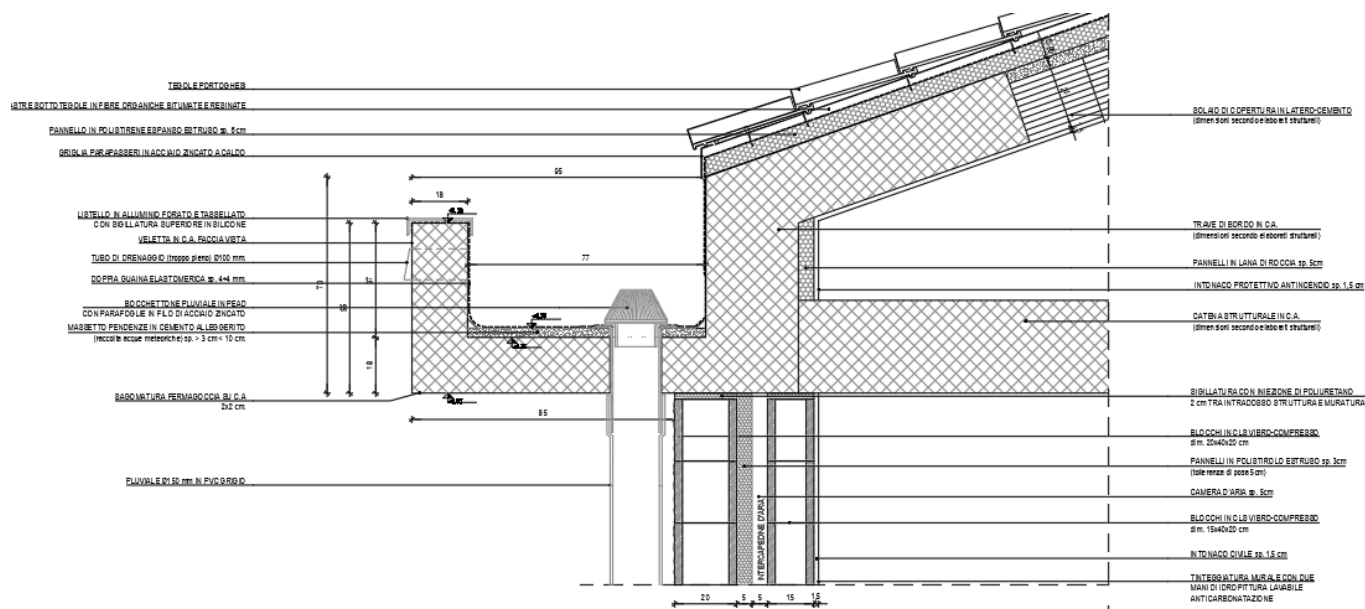 TEGOLE PORTOGHESI
ASTRE SOTTOTEGOLE IN FIBRE ORGANICHE BITUMATE E RESINATE
PANNELLO IN POLISTIRENE ESPANSO ESTRUSO sp. 6cm
GRIGLIA PARAPASSERI IN ACCIAIO ZINCATO A CALDO
LISTELLO IN ALLUMINIO FORATO E TASSELLATO
CON SIGILLATURA SUPERIORE IN SILICONE
VELETTA IN C.A. FACCIA VISTA
TUBO DI DRENAGGIO (troppo pieno) Ø100 mm.
DOPPIA GUAINA ELASTOMERICA sp. 4+4 mm.
BOCCHETTONE PLUVIALE IN PEAD
CON PARAFOGLIE IN FILO DI ACCIAIO ZINCATO
MASSETTO PENDENZE IN CEMENTO ALLEGGERITO
(raccolta acque meteoriche) sp. > 3 cm < 10 cm.
SAGOMATURA FERMAGOCCIA SU C.A
2x2 cm
PLUVIALE Ø150 mm IN PVC GRIGIO
95
18
77
18
85
INTERCAPEDINE D'ARIA
20 5 5 15 1,5
SOLAIO DI COPERTURA IN LATERO-CEMENTO
(dimensioni secondo elaborati strutturali)
TRAVE DI BORDO IN C.A.
(dimensioni secondo elaborati strutturali)
PANNELLI IN LANA DI ROCCIA sp. 5cm
INTONACO PROTETTIVO ANTINCENDIO sp. 1,5 cm
CATENA STRUTTURALE IN C.A.
(dimensioni secondo elaborati strutturali)
SIGILLATURA CON INIEZIONE DI POLIURETANO
2 cm TRA INTRADOSSO STRUTTURA E MURATURA
BLOCCHI IN CLS VIBRO-COMPRESSO
dim. 20x40x20 cm
PANNELLI IN POLISTIROLO ESTRUSO sp. 3cm
(tolleranza di posa 5cm)
CAMERA D'ARIA sp. 5cm
BLOCCHI IN CLS VIBRO-COMPRESSO
dim. 15x40x20 cm
INTONACO CIVILE sp. 1,5 cm
TINTEGGIATURA MURALE CON DUE
MANI DI IDROPITTURA LAVABILE
ANTICARBONATAZIONE